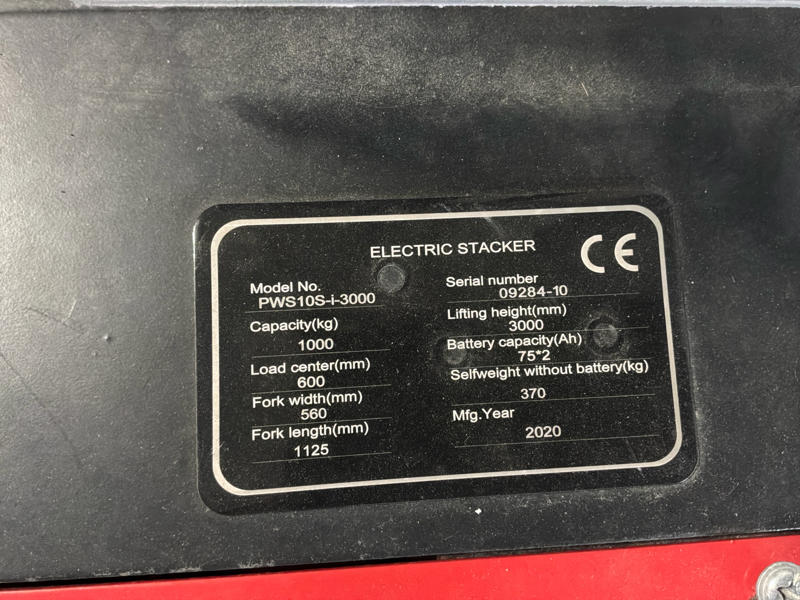 ELECTRIC STACKER
CE
Model No.
PWS10S-i-3000
Capacity(kg)
1000
Load center(mm)
600
Fork width(mm)
560
Fork length(mm)
1125
Serial number
09284-10
Lifting height(mm)
3000
Battery capacity(Ah)
75*2
Selfweight without battery(kg)
370
Mfg.Year
2020